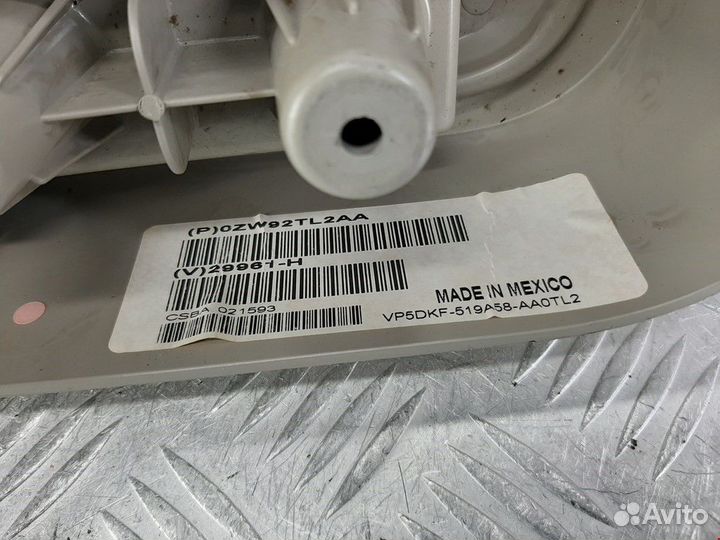 (P)0ZW92TL2AA
(V)29961-H
CSBA 021593
MADE IN MEXICO
VP5DKF-519A58-AA0TL2
Avito